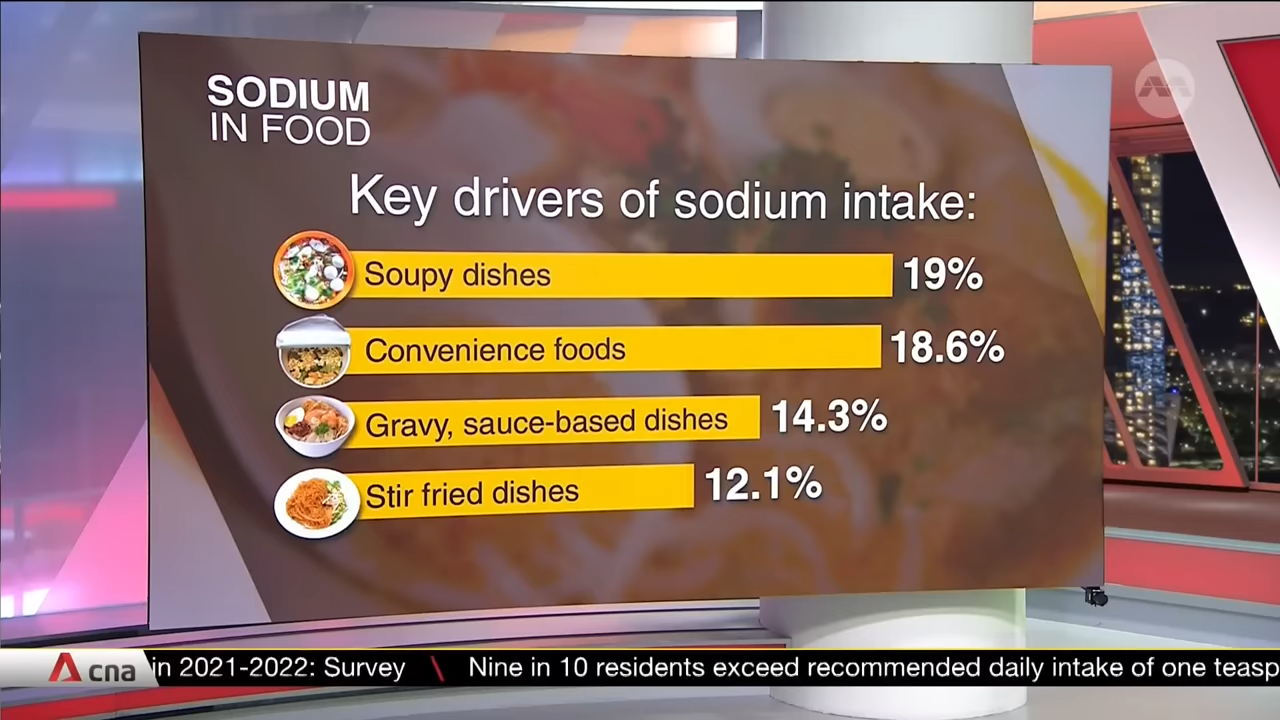 SODIUM
IN FOOD
Key drivers of sodium intake:
Soupy dishes 19%
Convenience foods 18.6%
Gravy, sauce-based dishes 14.3%
Stir fried dishes 12.1%
cna in 2021-2022: Survey \ Nine in 10 residents exceed recommended daily intake of one teasp